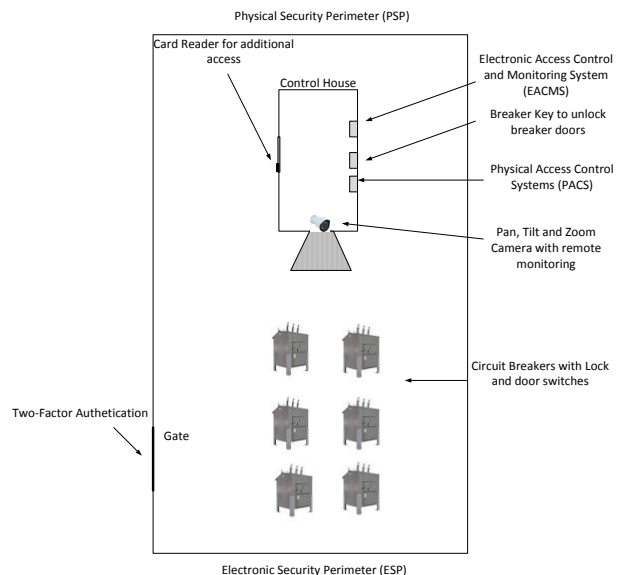 Physical Security Perimeter (PSP)
Card Reader for additional
access
Control House
Electronic Access Control
and Monitoring System
(EACMS)
Breaker Key to unlock
breaker doors
Physical Access Control
Systems (PACS)
Pan, Tilt and Zoom
Camera with remote
monitoring
Circuit Breakers with Lock
and door switches
Two-Factor Authetication
Gate
Electronic Security Perimeter (ESP)